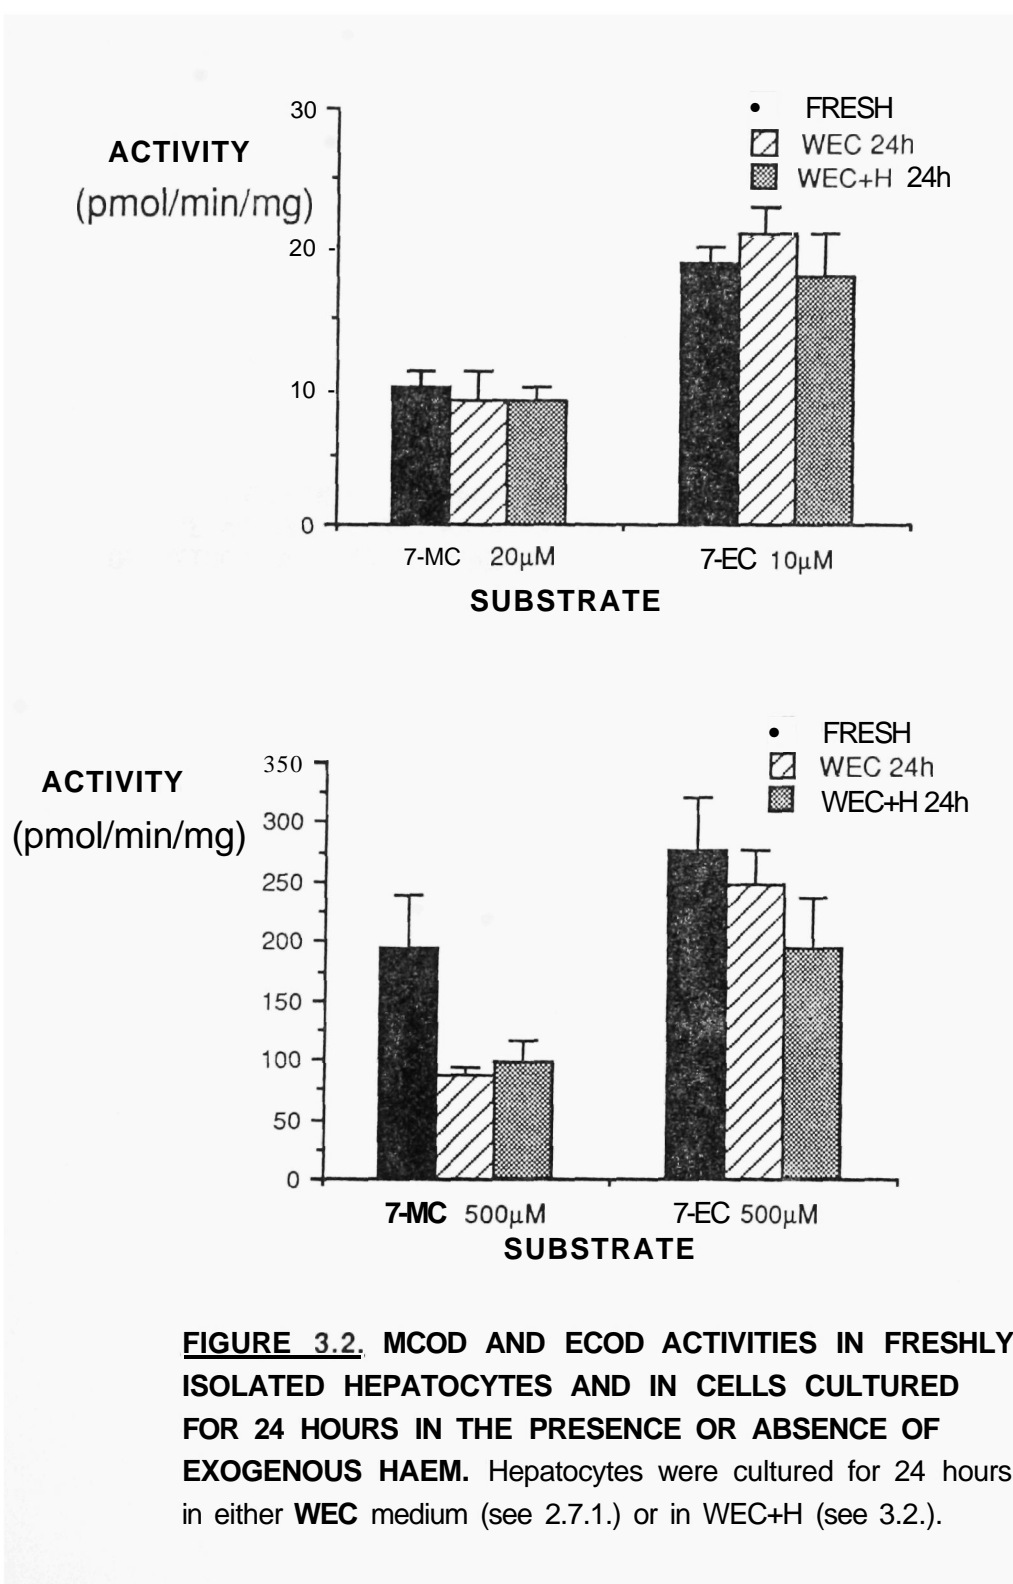 30
ACTIVITY
(pmol/min/mg)
20
10
0
• FRESH
WEC 24h
WEC+H 24h
7-MC 20µM
7-EC 10µM
SUBSTRATE
ACTIVITY
(pmol/min/mg)
350
300
250
200
150
100
50
0
• FRESH
WEC 24h
WEC+H 24h
7-MC 500µM
7-EC 500µM
SUBSTRATE
FIGURE 3.2. MCOD AND ECOD ACTIVITIES IN FRESHLY
ISOLATED HEPATOCYTES AND IN CELLS CULTURED
FOR 24 HOURS IN THE PRESENCE OR ABSENCE OF
EXOGENOUS HAEM. Hepatocytes were cultured for 24 hours
in either WEC medium (see 2.7.1.) or in WEC+H (see 3.2.).